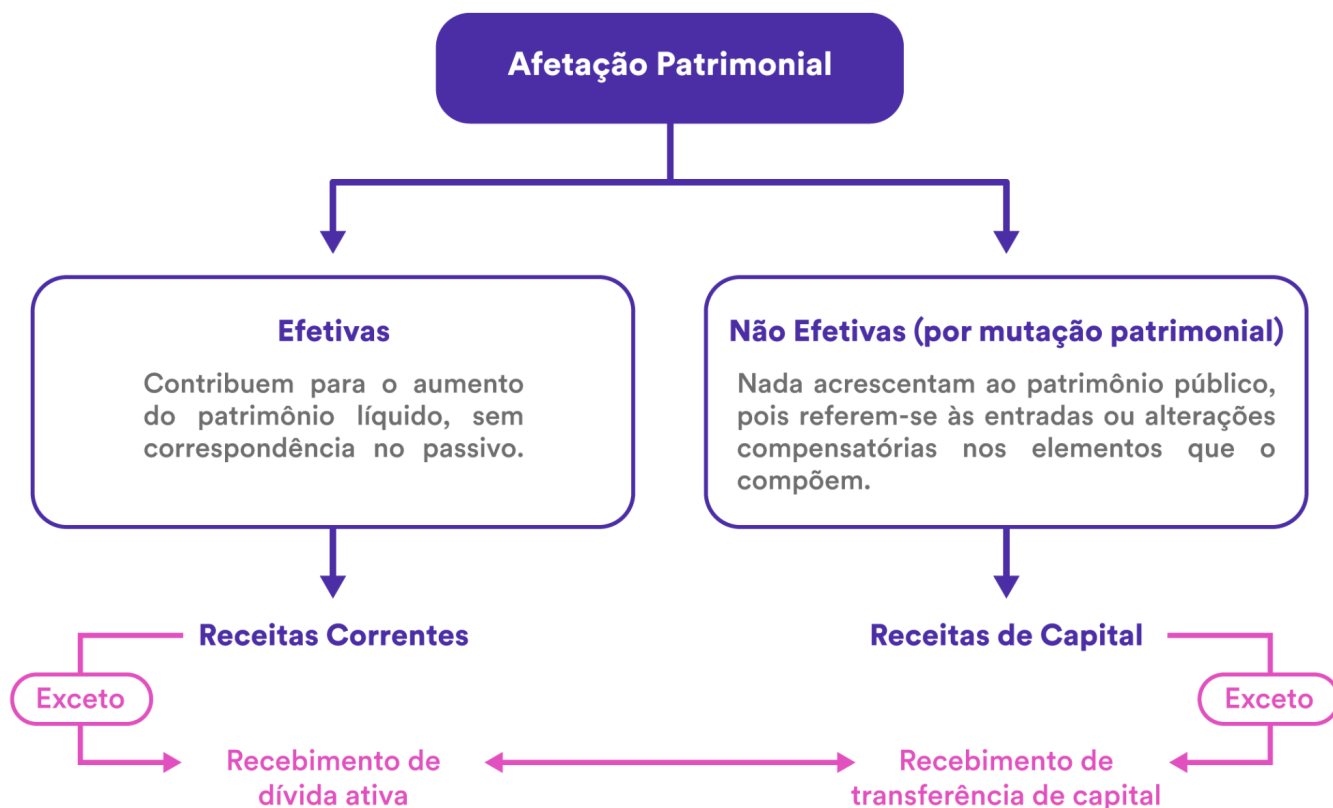 Afetação Patrimonial
Efetivas
Contribuem para o aumento
do patrimônio líquido, sem
correspondência no passivo.
Não Efetivas (por mutação patrimonial)
Nada acrescentam ao patrimônio público,
pois referem-se às entradas ou alterações
compensatórias nos elementos que o
compõem.
Receitas Correntes
Exceto
Recebimento de
dívida ativa
Receitas de Capital
Exceto
Recebimento de
transferência de capital